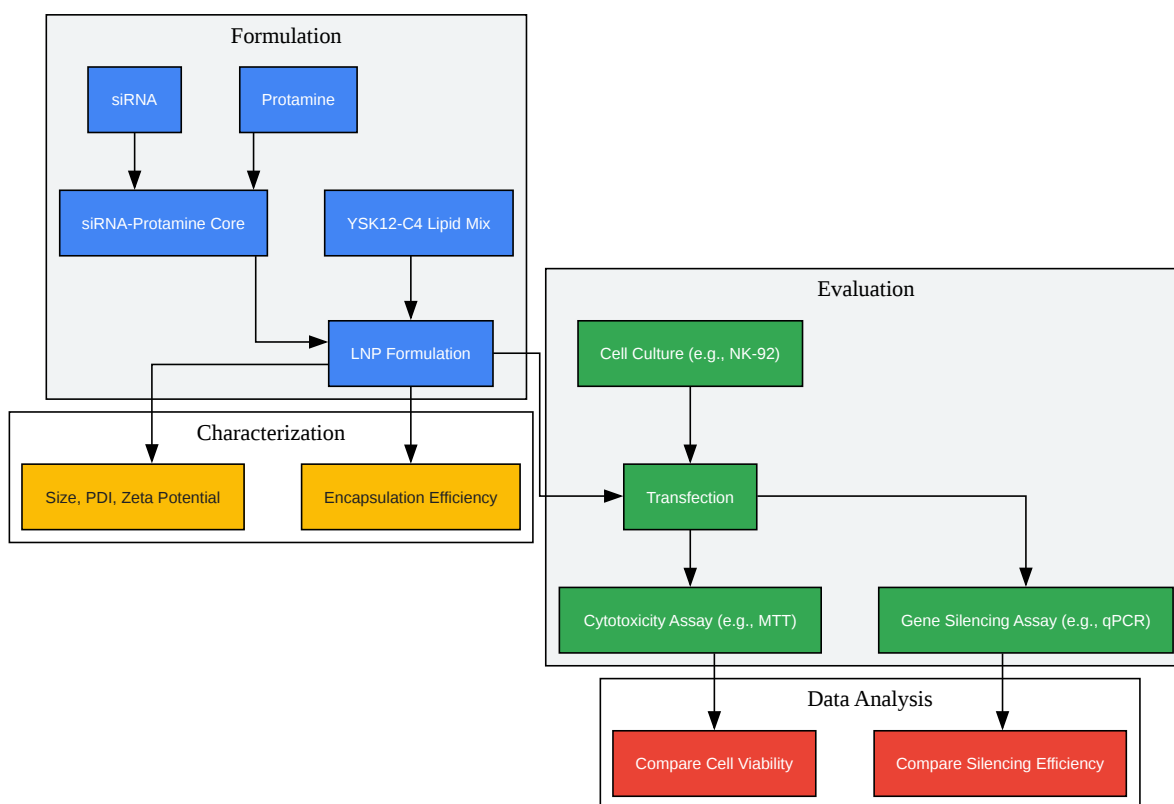 Formulation
siRNA
Protamine
siRNA-Protamine Core
YSK12-C4 Lipid Mix
LNP Formulation
Characterization
Size, PDI, Zeta Potential
Encapsulation Efficiency
Evaluation
Cell Culture (e.g., NK-92)
Transfection
Cytotoxicity Assay (e.g., MTT)
Gene Silencing Assay (e.g., qPCR)
Data Analysis
Compare Cell Viability
Compare Silencing Efficiency